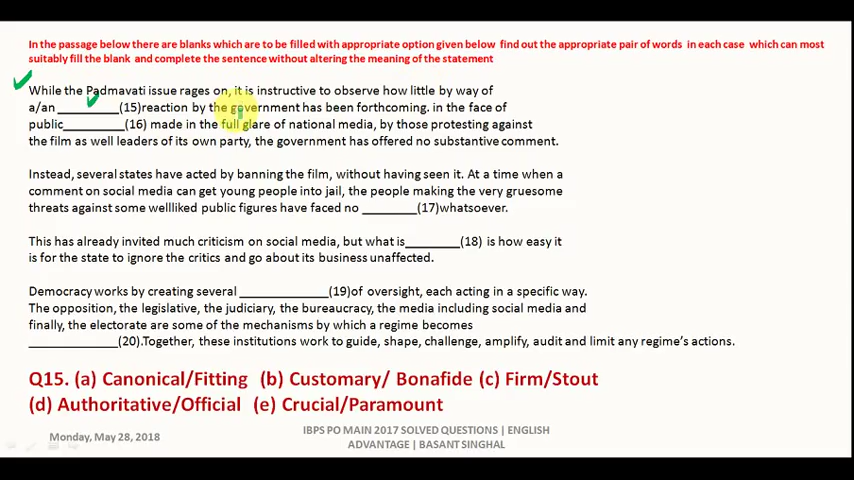 In the passage below there are blanks which are to be filled with appropriate option given below find out the appropriate pair of words in each case which can most
suitably fill the blank and complete the sentence without altering the meaning of the statement
While the Padmavati issue rages on, it is instructive to observe how little by way of
a/an _________(15)reaction by the government has been forthcoming. in the face of
public_________(16) made in the full glare of national media, by those protesting against
the film as well leaders of its own party, the government has offered no substantive comment.
Instead, several states have acted by banning the film, without having seen it. At a time when a
comment on social media can get young people into jail, the people making the very gruesome
threats against some wellliked public figures have faced no ________(17)whatsoever.
This has already invited much criticism on social media, but what is________(18) is how easy it
is for the state to ignore the critics and go about its business unaffected.
Democracy works by creating several _____________(19)of oversight, each acting in a specific way.
The opposition, the legislative, the judiciary, the bureaucracy, the media including social media and
finally, the electorate are some of the mechanisms by which a regime becomes
_____________(20).Together, these institutions work to guide, shape, challenge, amplify, audit and limit any regime's actions.
Q15. (a) Canonical/Fitting (b) Customary/ Bonafide (c) Firm/Stout
(d) Authoritative/Official (e) Crucial/Paramount
Monday, May 28, 2018
IBPS PO MAIN 2017 SOLVED QUESTIONS | ENGLISH
ADVANTAGE | BASANT SINGHAL